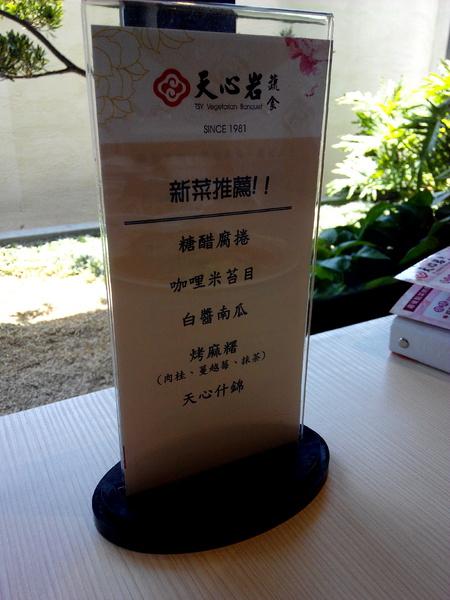 天心岩蔬食
TSY Vegetarian Banquet
SINCE 1981
新菜推薦!!
糖醋腐捲
咖哩米苔目
白醬南瓜
烤麻糬
(肉桂、蔓越莓、抹茶)
天心什錦